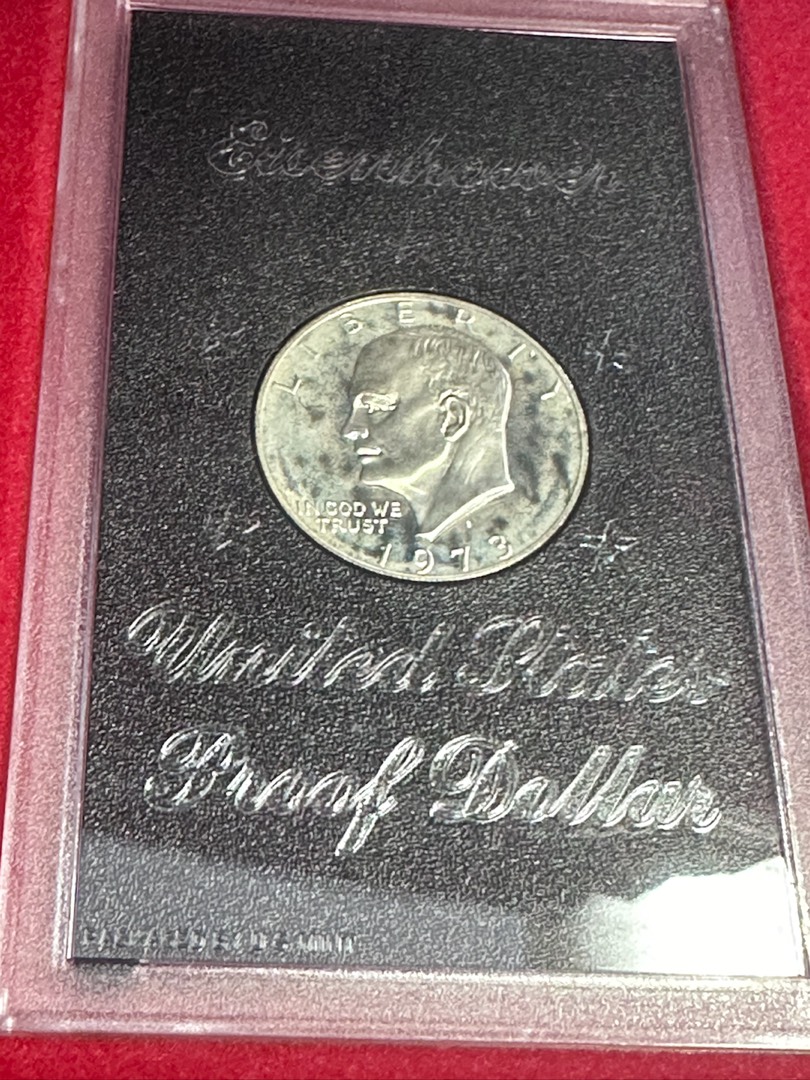 Eisenhower
LIBERTY
IN GOD WE
TRUST
1973
United States
Proof Dollar